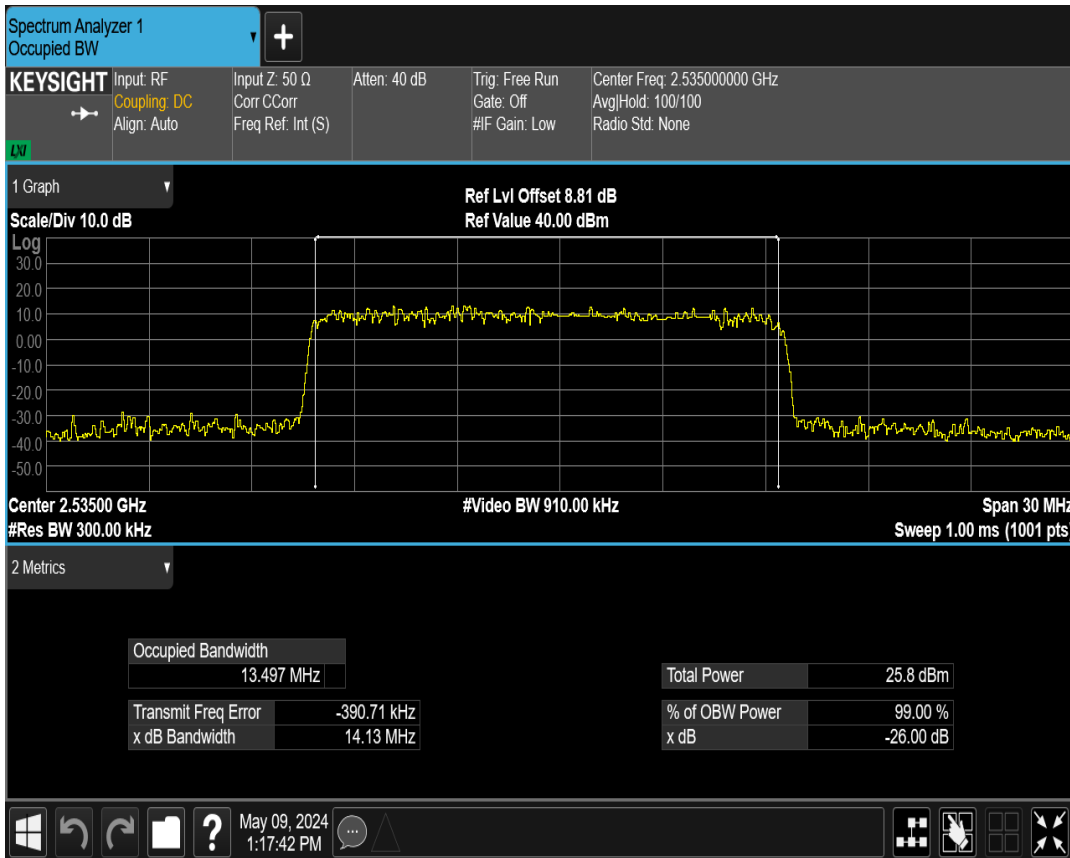 Spectrum Analyzer 1
Occupied BW
+
KEYSIGHT
LXI
Input: RF
Coupling: DC
Align: Auto
Input Z: 50 Ω
Corr CCorr
Freq Ref: Int (S)
Atten: 40 dB
Trig: Free Run
Gate: Off
#IF Gain: Low
Center Freq: 2.535000000 GHz
Avg|Hold: 100/100
Radio Std: None
1 Graph
Scale/Div 10.0 dB
Ref Lvl Offset 8.81 dB
Ref Value 40.00 dBm
Log
30.0
20.0
10.0
0.00
-10.0
-20.0
-30.0
-40.0
-50.0
Center 2.53500 GHz
#Video BW 910.00 kHz
Span 30 MHz
#Res BW 300.00 kHz
Sweep 1.00 ms (1001 pts)
2 Metrics
Occupied Bandwidth
13.497 MHz
Total Power 25.8 dBm
Transmit Freq Error -390.71 kHz
% of OBW Power 99.00 %
x dB Bandwidth 14.13 MHz
x dB -26.00 dB
?
May 09, 2024
1:17:42 PM